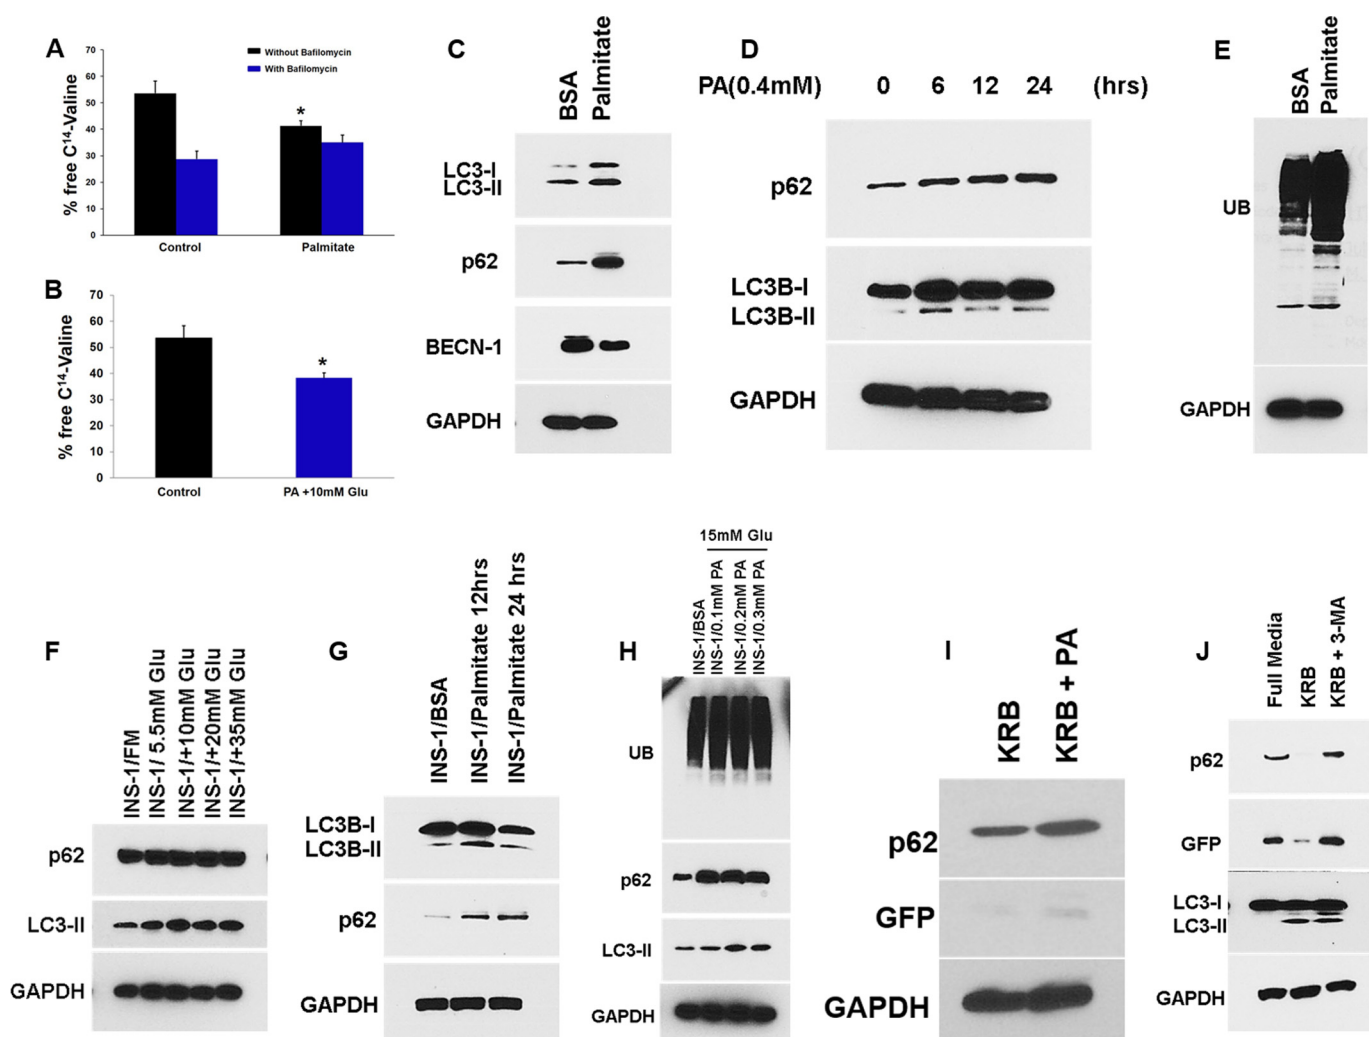 A
Without Bafilomycin
With Bafilomycin
% free C¹⁴-Valine
70
60
50
40
30
20
10
0
*
Control
Palmitate
B
% free C¹⁴-Valine
70
60
50
40
30
20
10
0
*
Control
PA +10mM Glu
C
BSA
Palmitate
LC3-I
LC3-II
p62
BECN-1
GAPDH
D
PA(0.4mM) 0 6 12 24 (hrs)
p62
LC3B-I
LC3B-II
GAPDH
E
BSA
Palmitate
UB
GAPDH
F
INS-1/FM
INS-1/ 5.5mM Glu
INS-1/+10mM Glu
INS-1/+20mM Glu
INS-1/+35mM Glu
p62
LC3-II
GAPDH
G
INS-1/BSA
INS-1/Palmitate 12hrs
INS-1/Palmitate 24 hrs
LC3B-I
LC3B-II
p62
GAPDH
H
15mM Glu
INS-1/BSA
INS-1/0.1mM PA
INS-1/0.2mM PA
INS-1/0.3mM PA
UB
p62
LC3-II
GAPDH
I
KRB
KRB + PA
p62
GFP
GAPDH
J
Full Media
KRB
KRB + 3-MA
p62
GFP
LC3-I
LC3-II
GAPDH